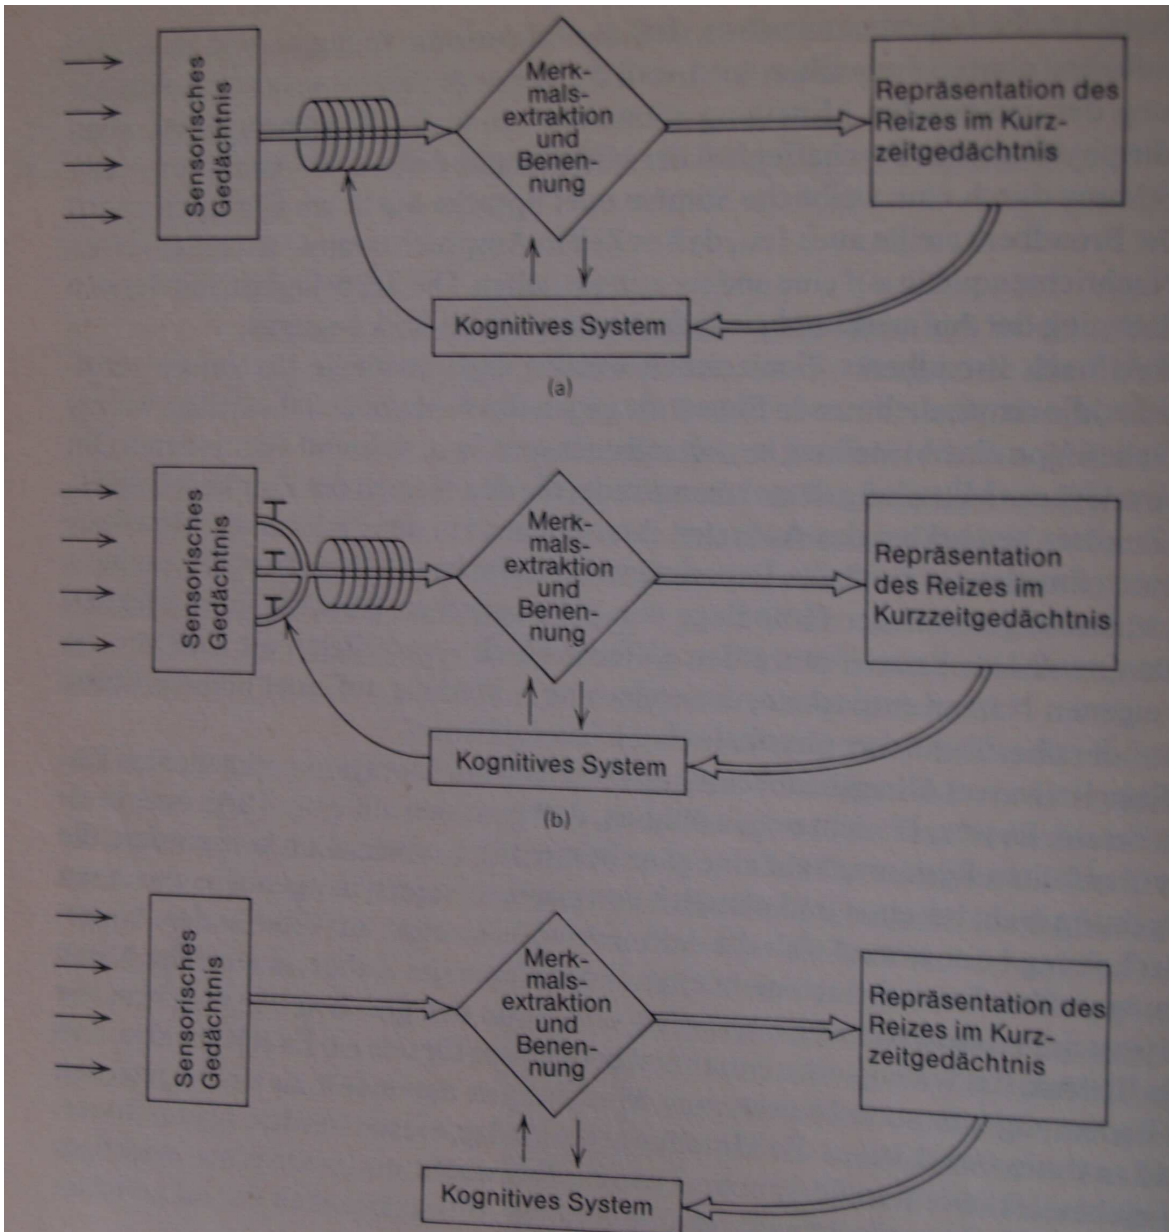 Sensorisches
Gedächtnis
Merk-
mals-
extraktion
und
Benen-
nung
Repräsentation des
Reizes im Kurz-
zeitgedächtnis
Kognitives System
(a)
Sensorisches
Gedächtnis
Merk-
mals-
extraktion
und
Benen-
nung
Repräsentation
des Reizes im
Kurzzeitgedächtnis
Kognitives System
(b)
Sensorisches
Gedächtnis
Merk-
mals-
extraktion
und
Benen-
nung
Repräsentation des
Reizes im Kurz-
zeitgedächtnis
Kognitives System